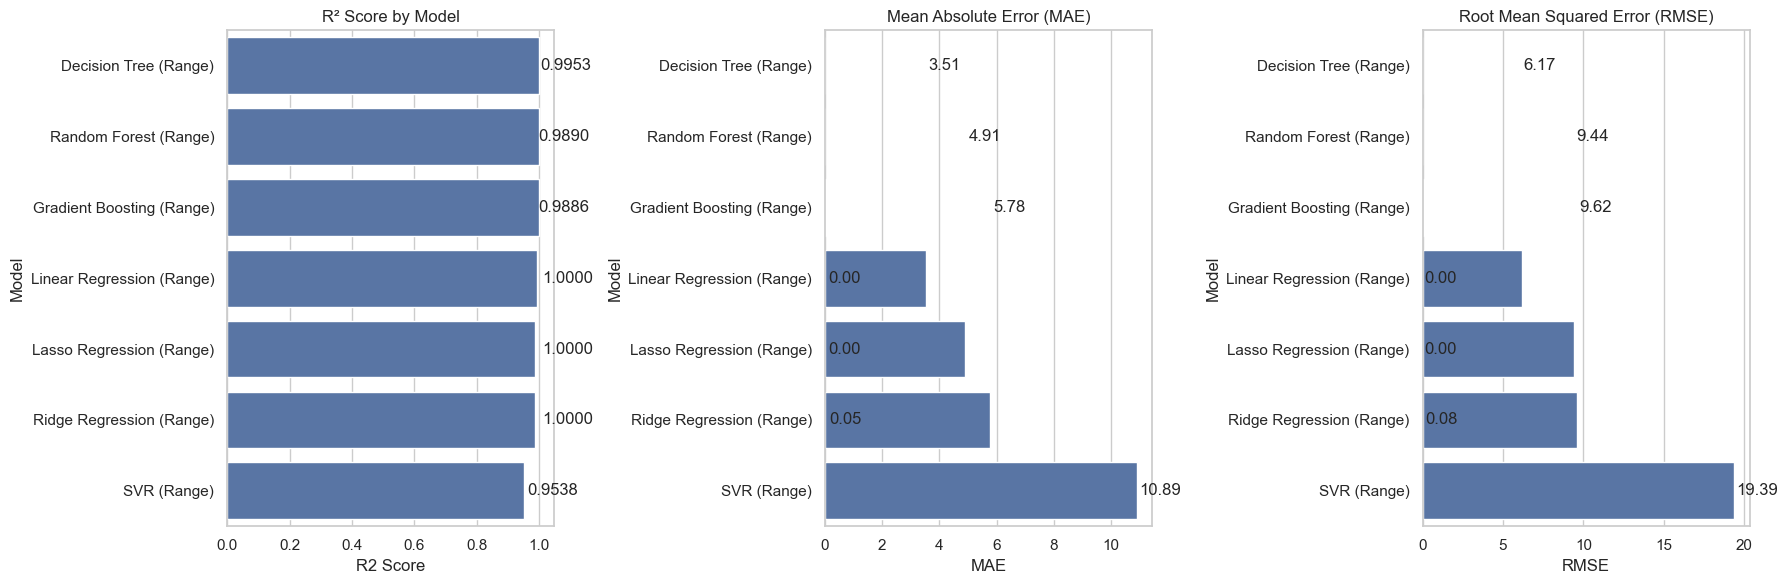 R² Score by Model
Model
Decision Tree (Range)
0.9953
Random Forest (Range)
0.9890
Gradient Boosting (Range)
0.9886
Linear Regression (Range)
1.0000
Lasso Regression (Range)
1.0000
Ridge Regression (Range)
1.0000
SVR (Range)
0.9538
0.0 0.2 0.4 0.6 0.8 1.0
R2 Score
Mean Absolute Error (MAE)
Model
Decision Tree (Range)
3.51
Random Forest (Range)
4.91
Gradient Boosting (Range)
5.78
Linear Regression (Range)
0.00
Lasso Regression (Range)
0.00
Ridge Regression (Range)
0.05
SVR (Range)
10.89
0 2 4 6 8 10
MAE
Root Mean Squared Error (RMSE)
Model
Decision Tree (Range)
6.17
Random Forest (Range)
9.44
Gradient Boosting (Range)
9.62
Linear Regression (Range)
0.00
Lasso Regression (Range)
0.00
Ridge Regression (Range)
0.08
SVR (Range)
19.39
0 5 10 15 20
RMSE